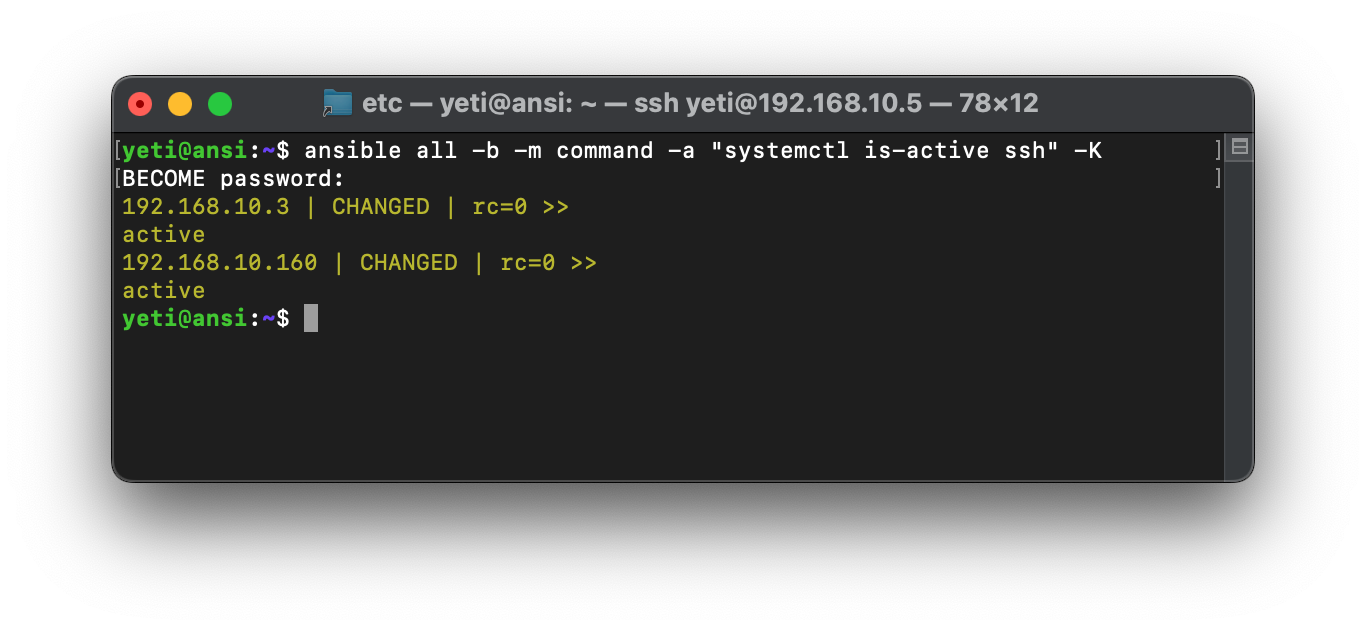 etc — yeti@ansi: ~ — ssh yeti@192.168.10.5 — 78×12
[yeti@ansi:~$ ansible all -b -m command -a "systemctl is-active ssh" -K ]
[BECOME password: ]
192.168.10.3 | CHANGED | rc=0 >>
active
192.168.10.160 | CHANGED | rc=0 >>
active
yeti@ansi:~$